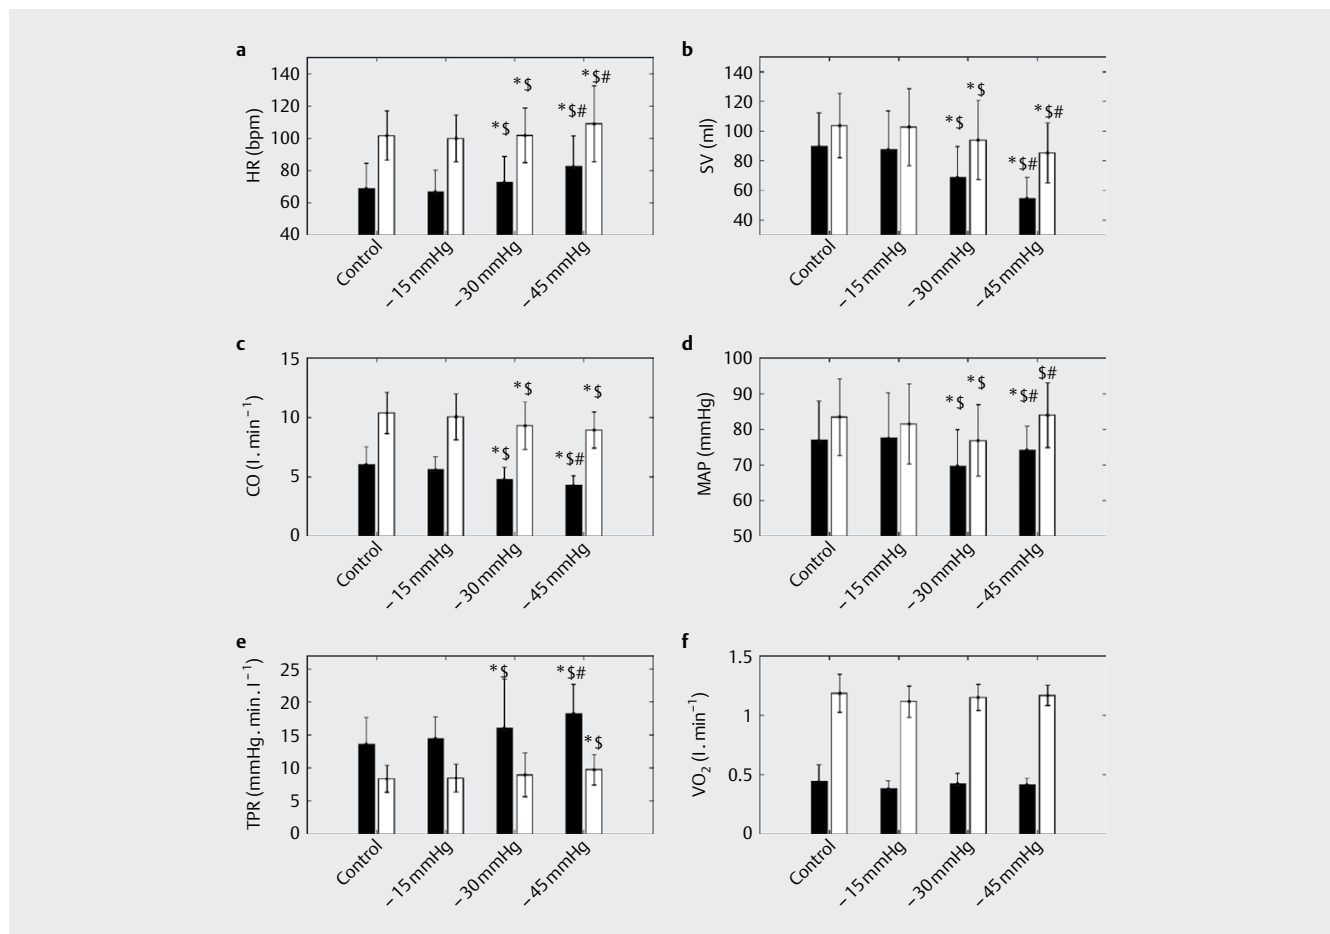 a
HR (bpm)
140
120
100
80
60
40
*$
*$
*$#
*$#
Control
– 15 mmHg
– 30 mmHg
– 45 mmHg
b
SV (ml)
140
120
100
80
60
40
*$
*$
*$#
*$#
Control
– 15 mmHg
– 30 mmHg
– 45 mmHg
c
CO (l . min⁻¹)
15
10
5
0
*$
*$
*$#
*$
Control
– 15 mmHg
– 30 mmHg
– 45 mmHg
d
MAP (mmHg)
100
90
80
70
60
50
*$
*$
*$#
$#
Control
– 15 mmHg
– 30 mmHg
– 45 mmHg
e
TPR (mmHg . min . l⁻¹)
25
20
15
10
5
0
*$
*$#
*$
Control
– 15 mmHg
– 30 mmHg
– 45 mmHg
f
VO₂ (l . min⁻¹)
1.5
1
0.5
0
Control
– 15 mmHg
– 30 mmHg
– 45 mmHg